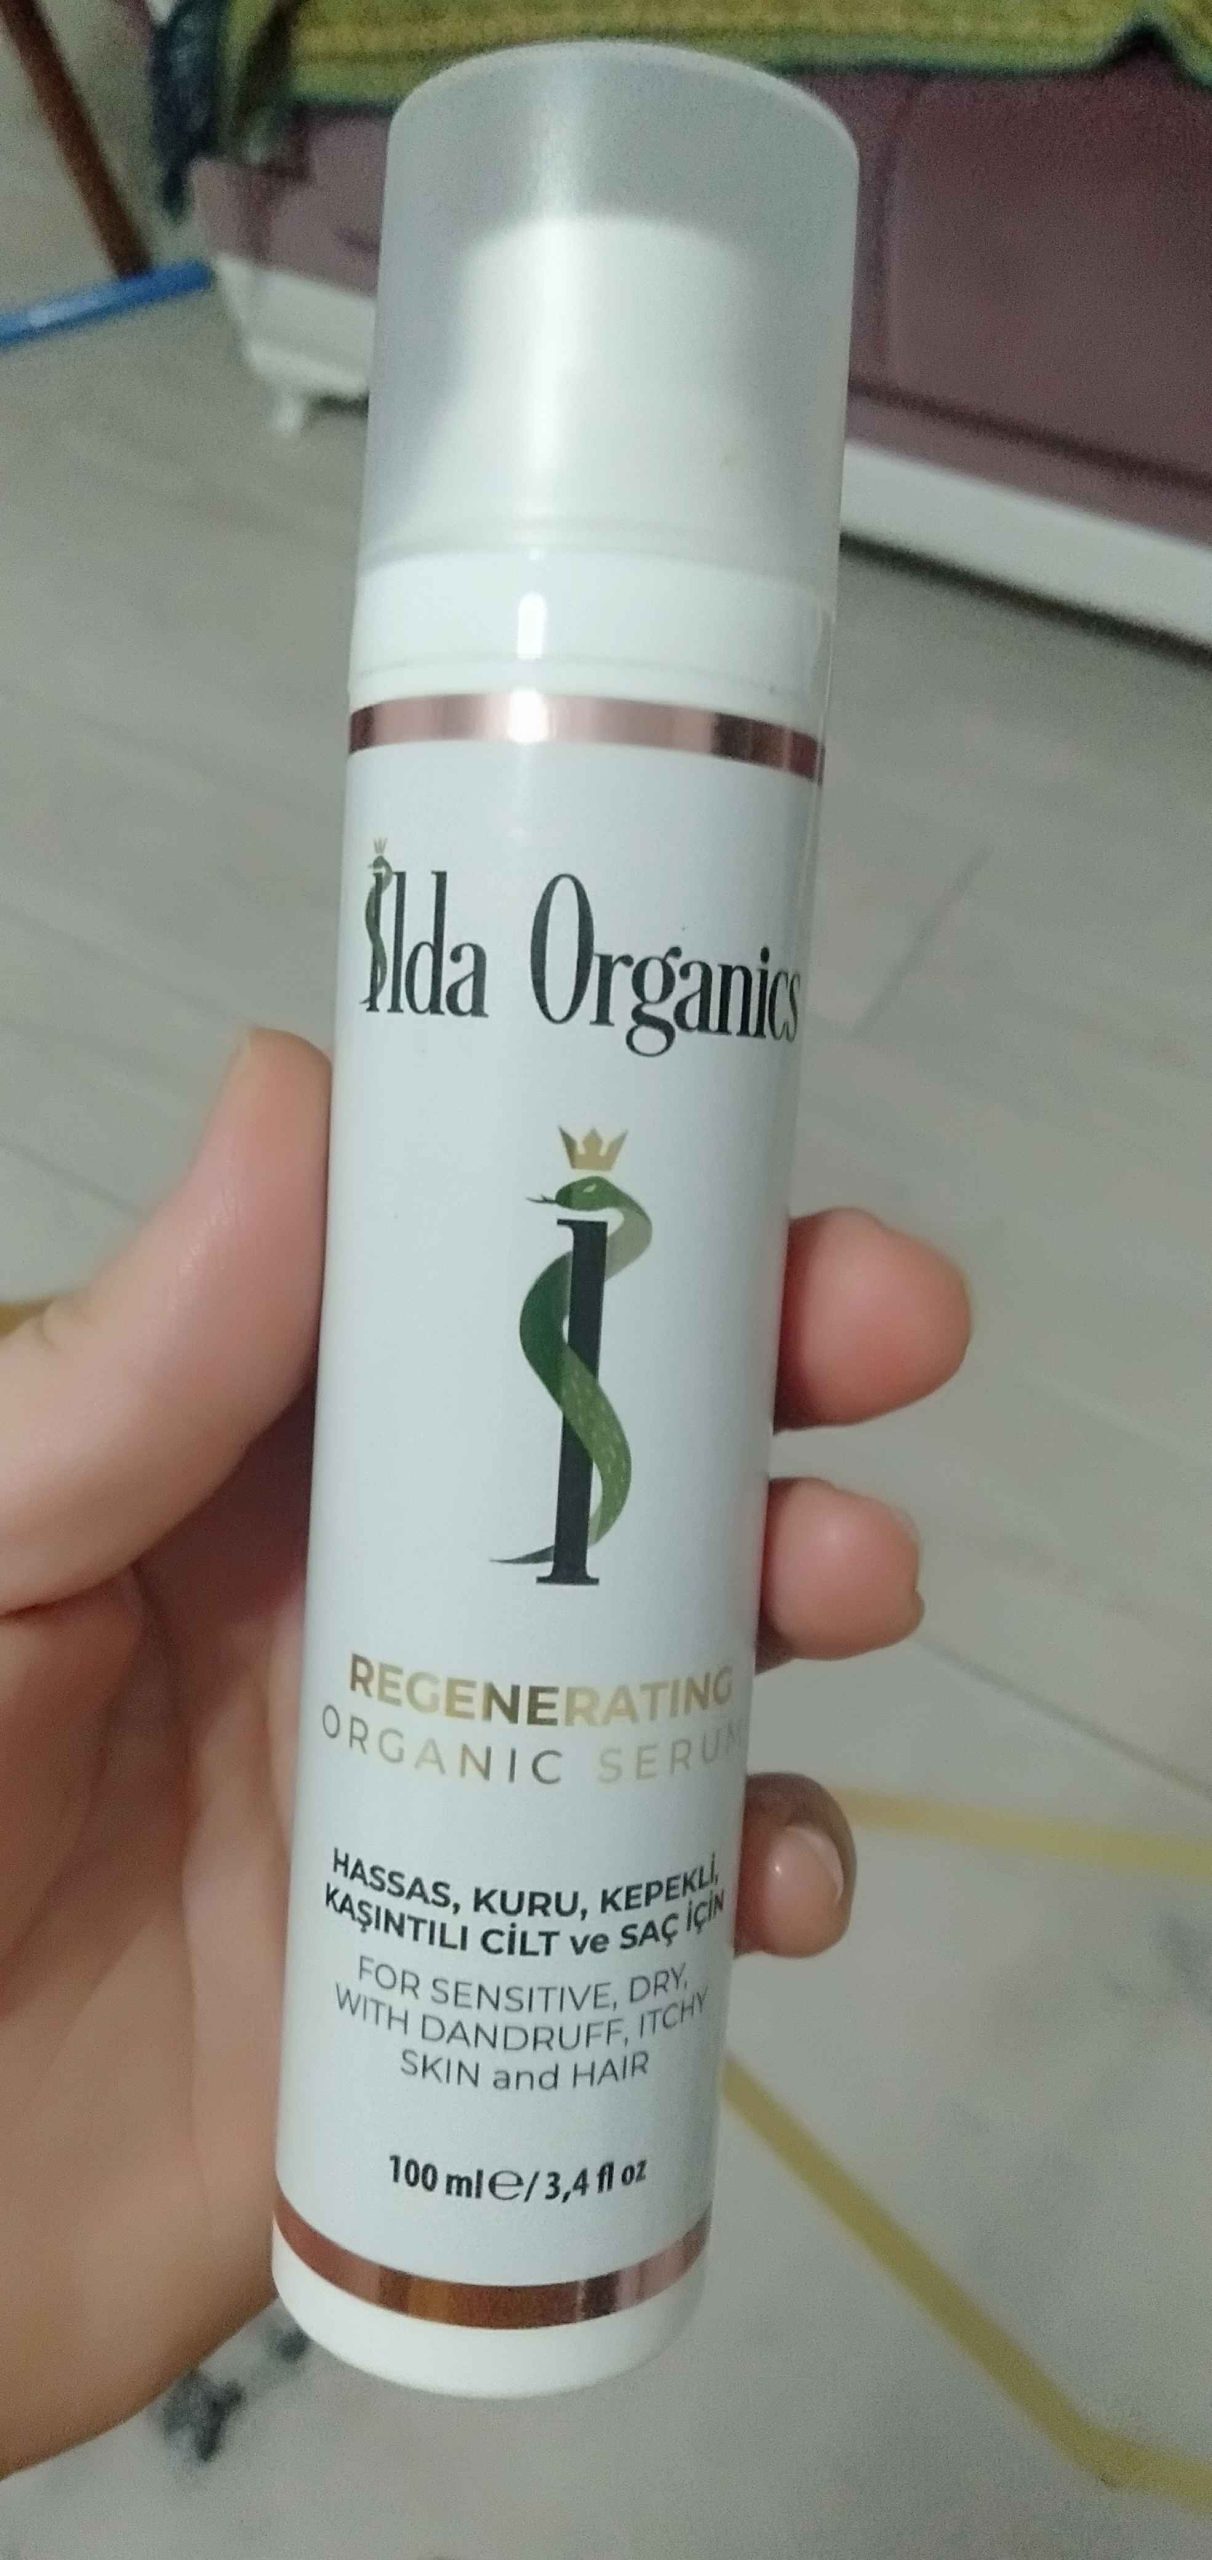 Ilda Organics
I
REGENERATING
ORGANIC SERUM
HASSAS, KURU, KEPEKLİ,
KAŞINTILI CİLT ve SAÇ İÇİN
FOR SENSITIVE, DRY,
WITH DANDRUFF, ITCHY
SKIN and HAIR
100 ml℮/ 3,4 fl oz